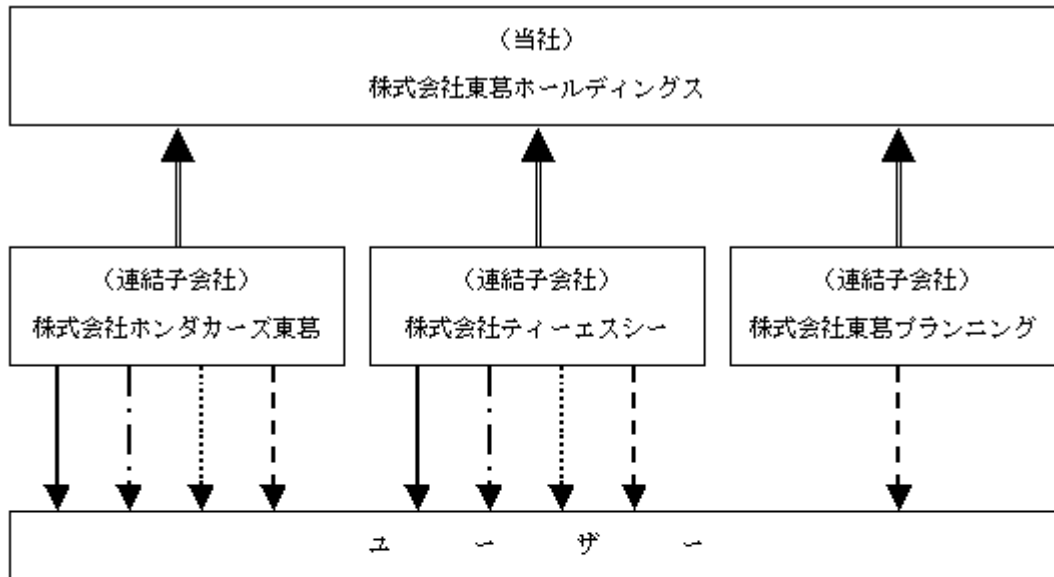 （当社）
株式会社東葛ホールディングス
（連結子会社）
株式会社ホンダカーズ東葛
（連結子会社）
株式会社ティーエスシー
（連結子会社）
株式会社東葛プランニング
ユーザー